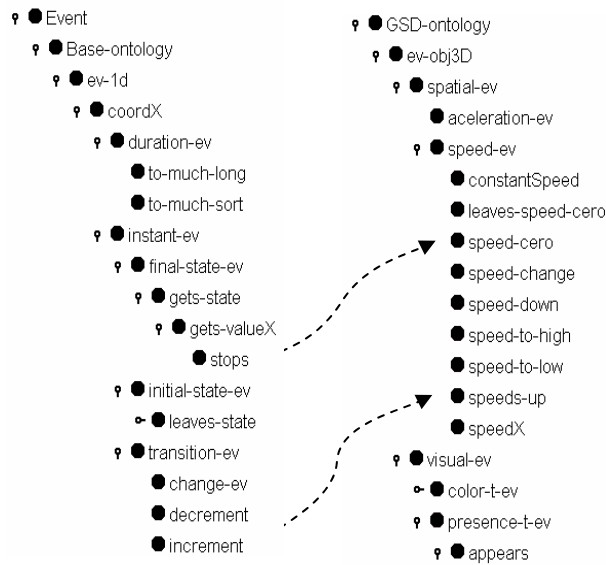 Event
Base-ontology
ev-1d
coordX
duration-ev
to-much-long
to-much-sort
instant-ev
final-state-ev
gets-state
gets-valueX
stops
initial-state-ev
leaves-state
transition-ev
change-ev
decrement
increment
GSD-ontology
ev-obj3D
spatial-ev
aceleration-ev
speed-ev
constantSpeed
leaves-speed-cero
speed-cero
speed-change
speed-down
speed-to-high
speed-to-low
speeds-up
speedX
visual-ev
color-t-ev
presence-t-ev
appears